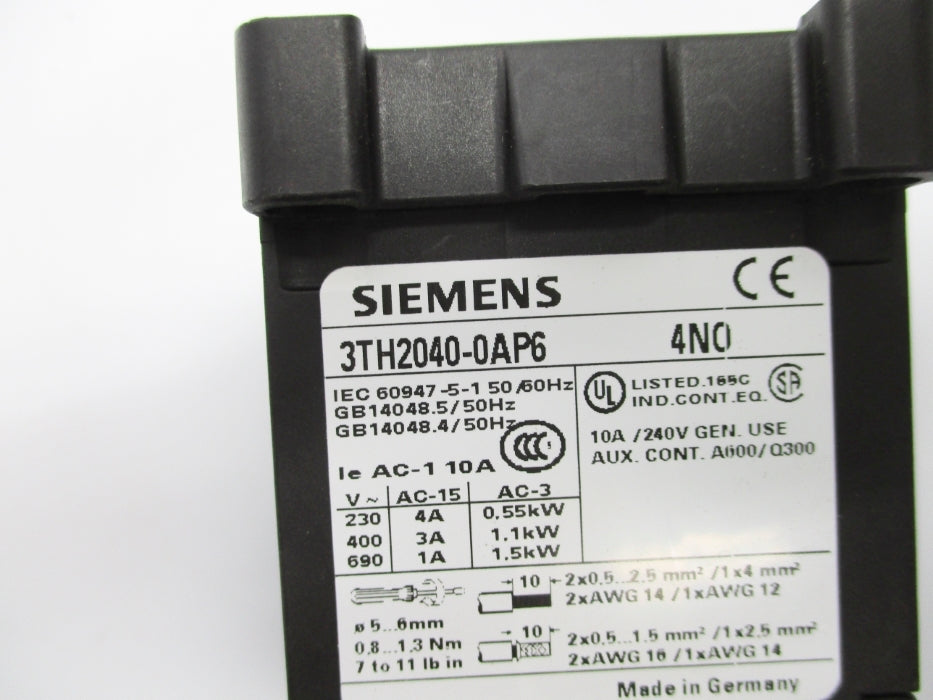 SIEMENS
CE
3TH2040-0AP6 4NO
IEC 60947-5-1 50/60Hz
GB14048.5/50Hz
GB14048.4/50Hz
CCC S
Ie AC-1 10A
UL LISTED.165C SA
IND.CONT.EQ.
10A /240V GEN. USE
AUX. CONT. A600/Q300
V~ AC-15 AC-3
230 4A 0,55kW
400 3A 1,1kW
690 1A 1,5kW
ø 5...6mm
0,8...1,3 Nm
7 to 11 lb in
10 2x0,5...2,5 mm² /1x4 mm²
2xAWG 14 /1xAWG 12
10 2x0,5...1,5 mm² /1x2,5 mm²
2xAWG 16 /1xAWG 14
Made in Germany